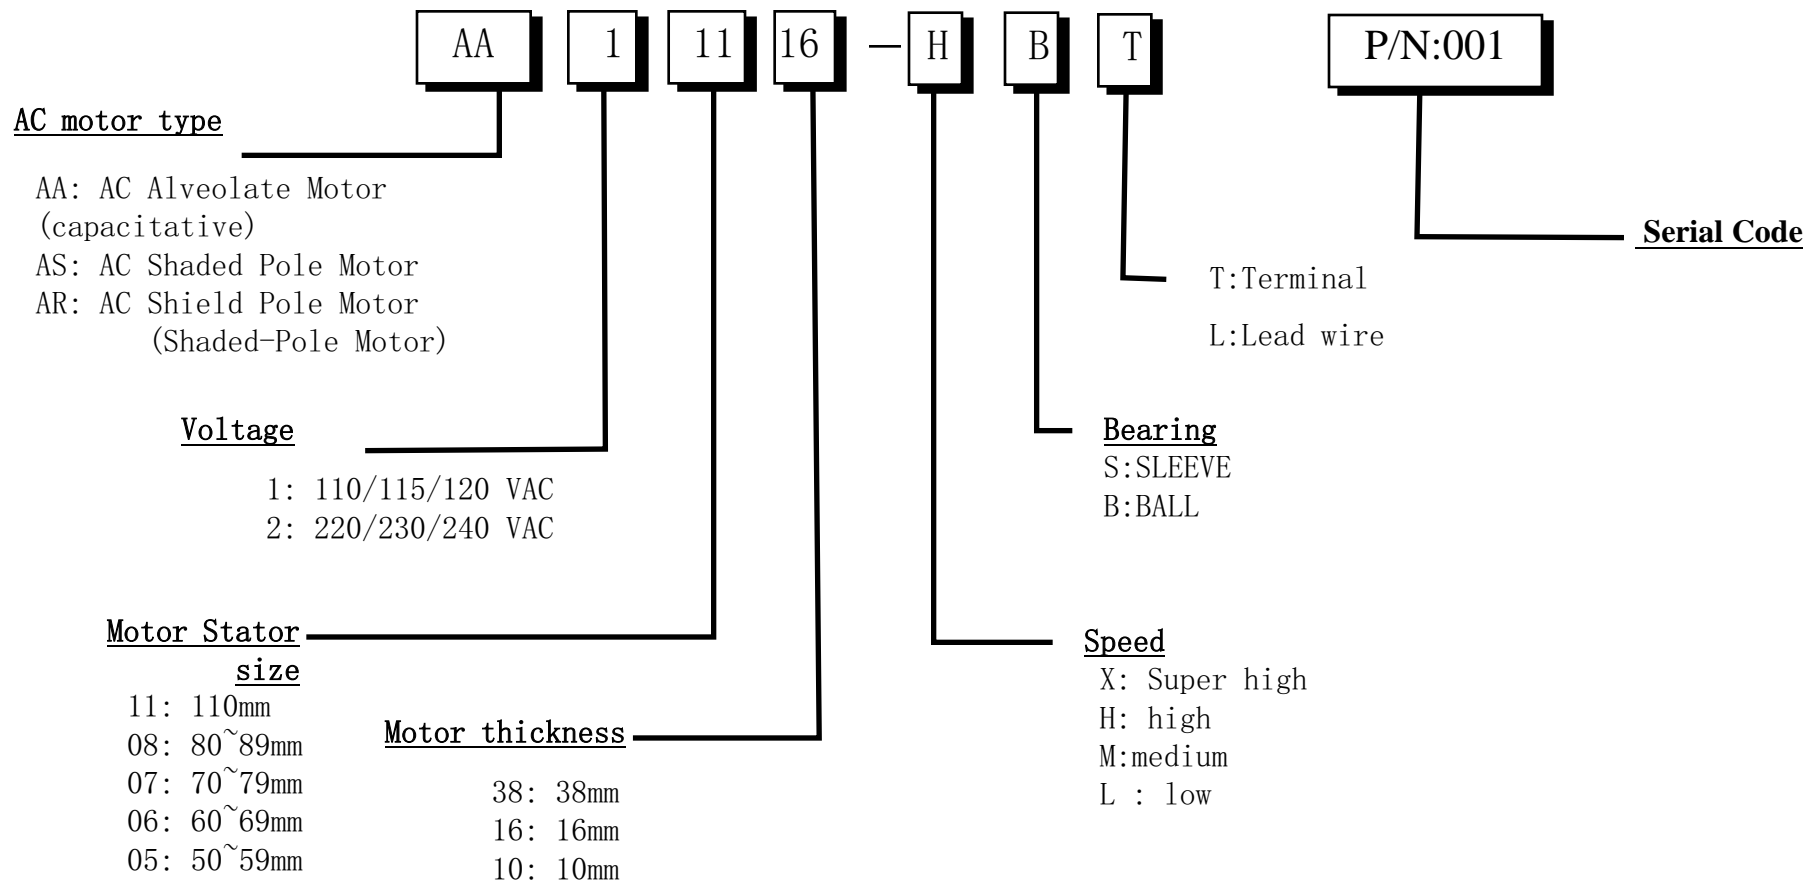 AA 1 11 16 - H B T P/N:001
AC motor type
AA: AC Alveolate Motor
(capacitative)
AS: AC Shaded Pole Motor
AR: AC Shield Pole Motor
(Shaded-Pole Motor)
Serial Code
T:Terminal
L:Lead wire
Voltage
1: 110/115/120 VAC
2: 220/230/240 VAC
Bearing
S:SLEEVE
B:BALL
Motor Stator
size
11: 110mm
08: 80~89mm
07: 70~79mm
06: 60~69mm
05: 50~59mm
Motor thickness
38: 38mm
16: 16mm
10: 10mm
Speed
X: Super high
H: high
M:medium
L : low